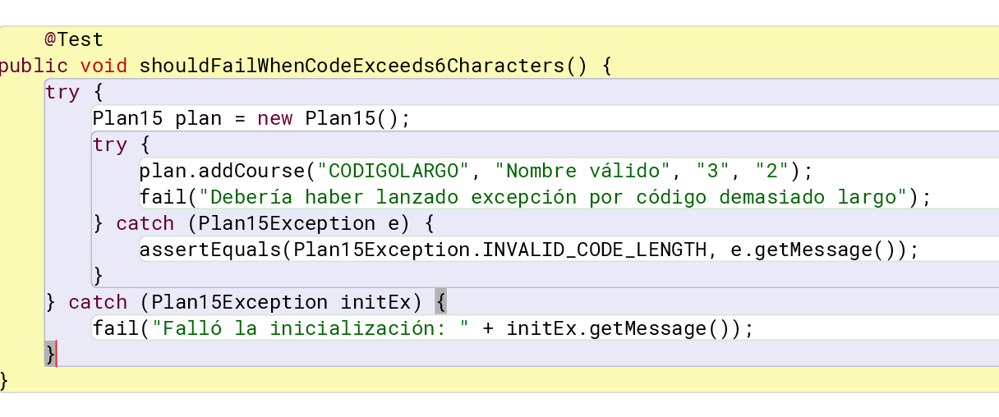 @Test
public void shouldFailWhenCodeExceeds6Characters() {
try {
Plan15 plan = new Plan15();
try {
plan.addCourse("CODIGOLARGO", "Nombre válido", "3", "2");
fail("Debería haber lanzado excepción por código demasiado largo");
} catch (Plan15Exception e) {
assertEquals(Plan15Exception.INVALID_CODE_LENGTH, e.getMessage());
}
} catch (Plan15Exception initEx) {
fail("Falló la inicialización: " + initEx.getMessage());
}
}